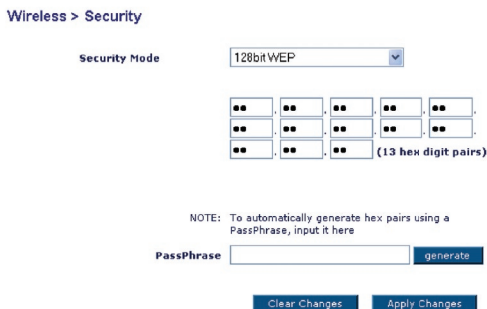 Wireless > Security
Security Mode 128bit WEP
•• . •• . •• . •• . •• .
•• . •• . •• . •• . •• .
•• . •• . •• (13 hex digit pairs)
NOTE: To automatically generate hex pairs using a
PassPhrase, input it here
PassPhrase generate
Clear Changes Apply Changes